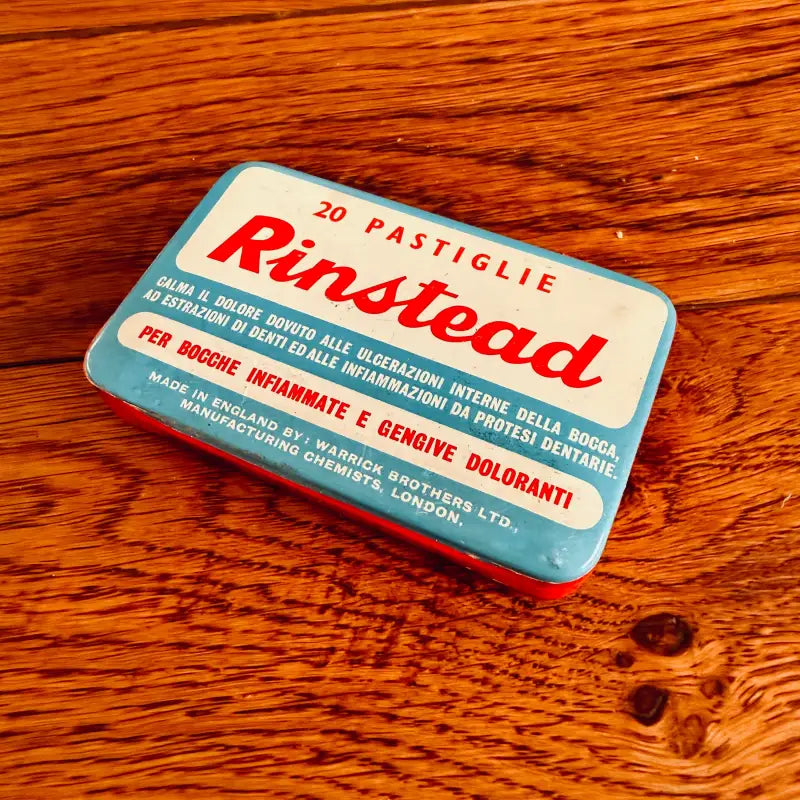 20 PASTIGLIE
Rinstead
CALMA IL DOLORE DOVUTO ALLE ULCERAZIONI INTERNE DELLA BOCCA,
AD ESTRAZIONI DI DENTI ED ALLE INFIAMMAZIONI DA PROTESI DENTARIE.
PER BOCCHE INFIAMMATE E GENGIVE DOLORANTI
MADE IN ENGLAND BY: WARRICK BROTHERS LTD.,
MANUFACTURING CHEMISTS, LONDON.